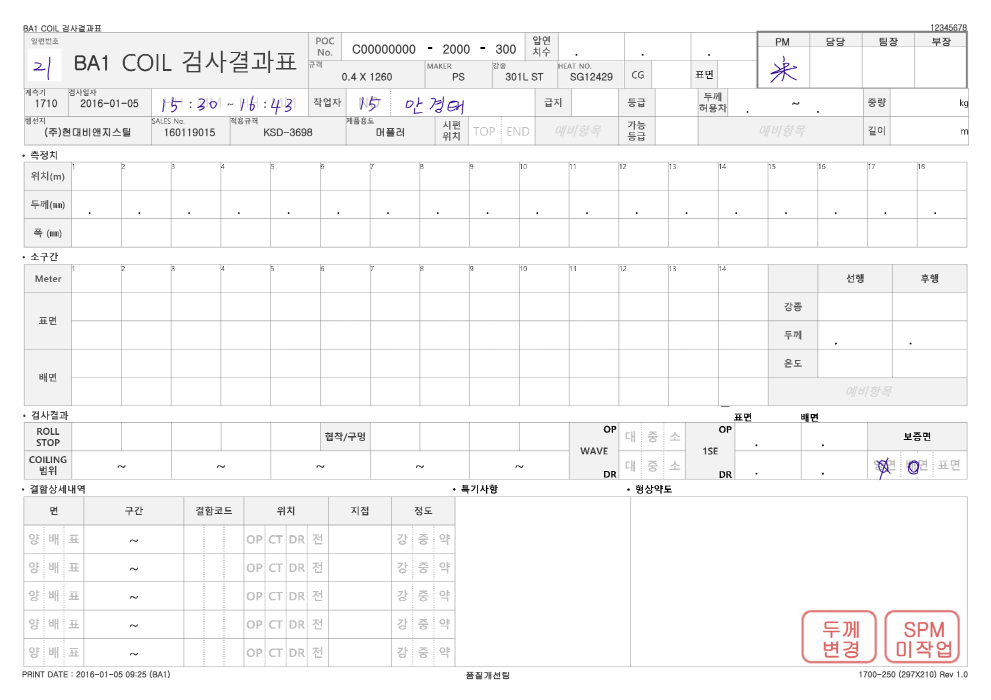 BA1 COIL 검사결과표 12345678
일련번호 21 BA1 COIL 검사결과표 POC No. C00000000 - 2000 - 300 압연 치수 . . . PM 담당 팀장 부장
규격 0.4 X 1260 MAKER PS 강종 301L ST HEAT NO. SG12429 CG 표면
계측기 1710 검사일자 2016-01-05 15:30~16:43 작업자 15 안경태 급지 등급 두께 허용차 . ~ . 중량 kg
행선지 (주)현대비앤지스틸 SALES No. 160119015 적용규격 KSD-3698 제품용도 머플러 시편 위치 TOP END 예비항목 가능 등급 예비항목 길이 m
• 측정치
위치(m) 1 2 3 4 5 6 7 8 9 10 11 12 13 14 15 16 17 18
두께(㎜) . . . . . . . . . . . . . . . . . .
폭 (㎜)
• 소구간
Meter 1 2 3 4 5 6 7 8 9 10 11 12 13 14 선행 후행
표면 강종
두께 . .
배면 온도
예비항목
• 검사결과 표면 배면
ROLL STOP 협착/구멍 WAVE OP 대 중 소 1SE OP . . 보증면
COILING 범위 ~ ~ ~ ~ ~ DR 대 중 소 DR . . 면 면 표면
• 결함상세내역 • 특기사항 • 형상약도
면 구간 결함코드 위치 지점 정도
양 배 표 ~ OP CT DR 전 강 중 약
양 배 표 ~ OP CT DR 전 강 중 약
양 배 표 ~ OP CT DR 전 강 중 약
양 배 표 ~ OP CT DR 전 강 중 약
양 배 표 ~ OP CT DR 전 강 중 약
두께 변경 SPM 미작업
PRINT DATE : 2016-01-05 09:25 (BA1) 품질개선팀 1700-250 (297X210) Rev 1.0